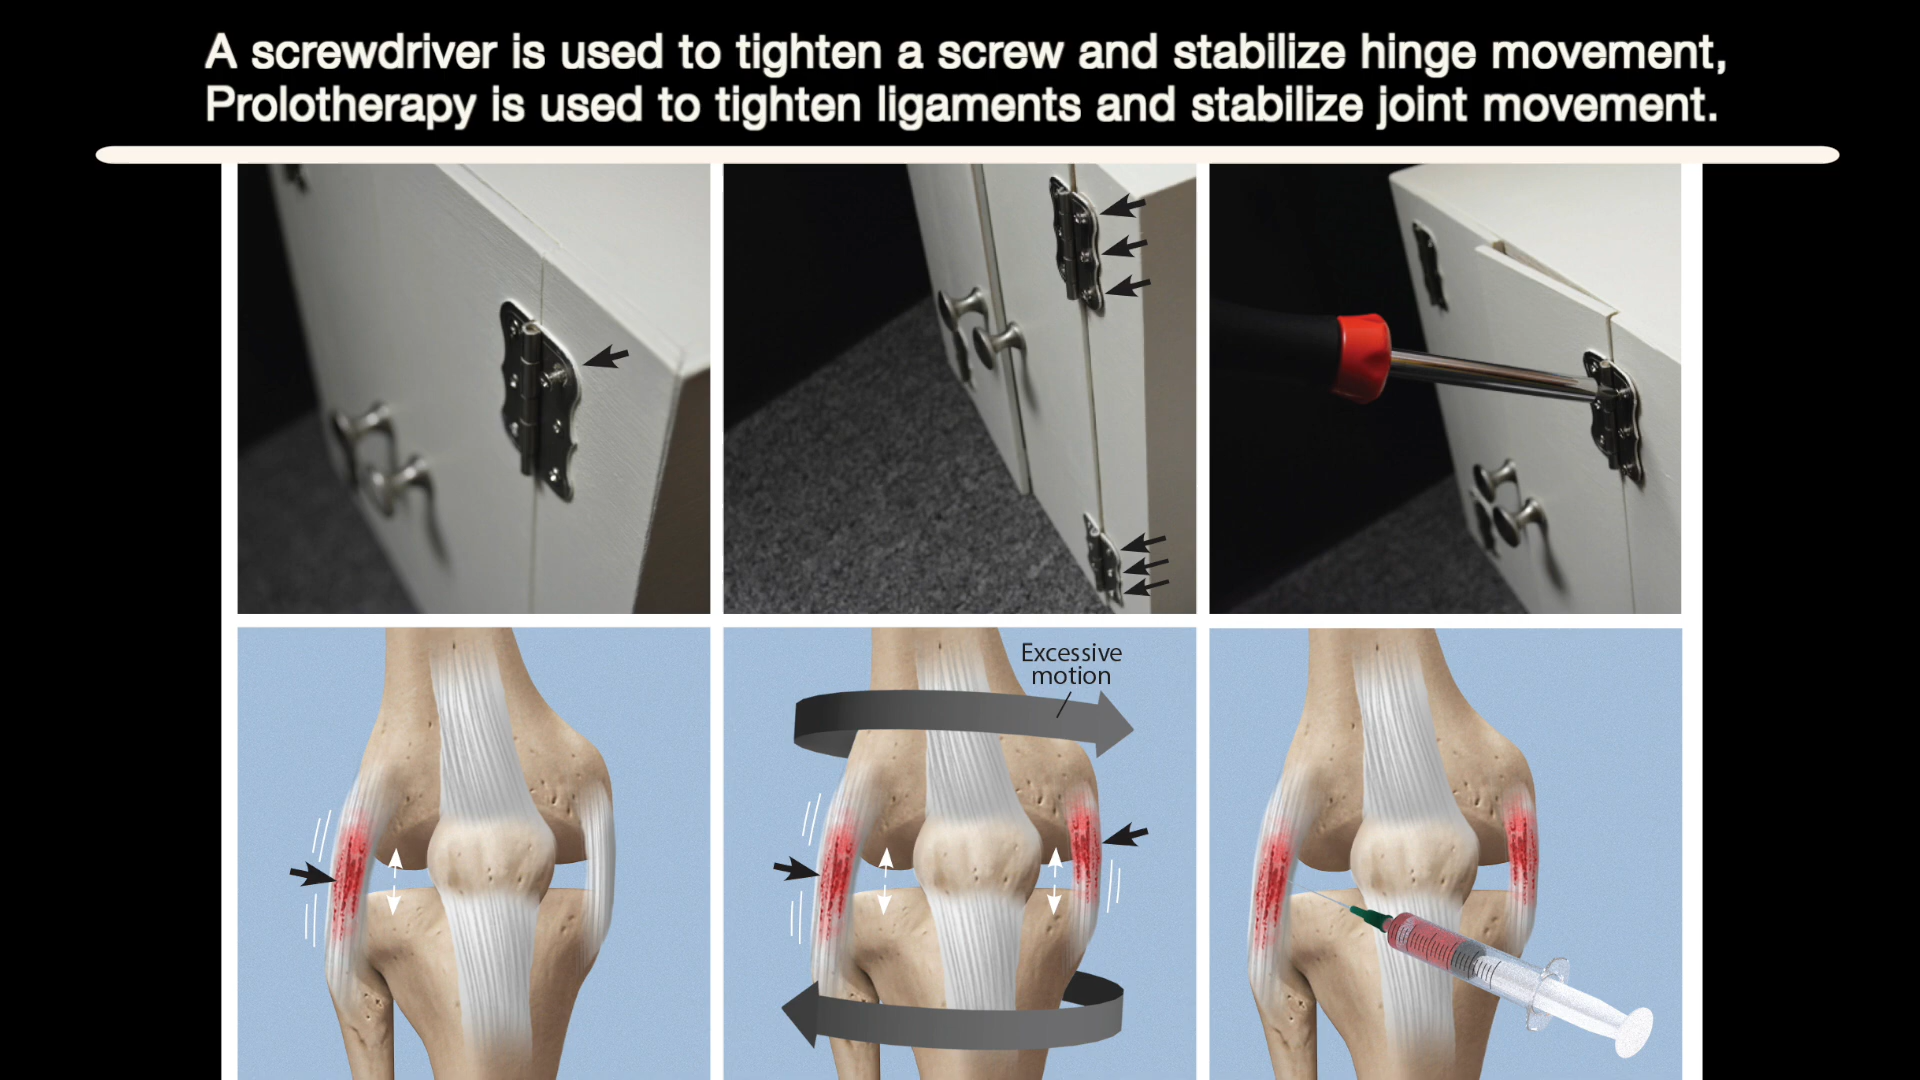 A screwdriver is used to tighten a screw and stabilize hinge movement,
Prolotherapy is used to tighten ligaments and stabilize joint movement.
Excessive
motion